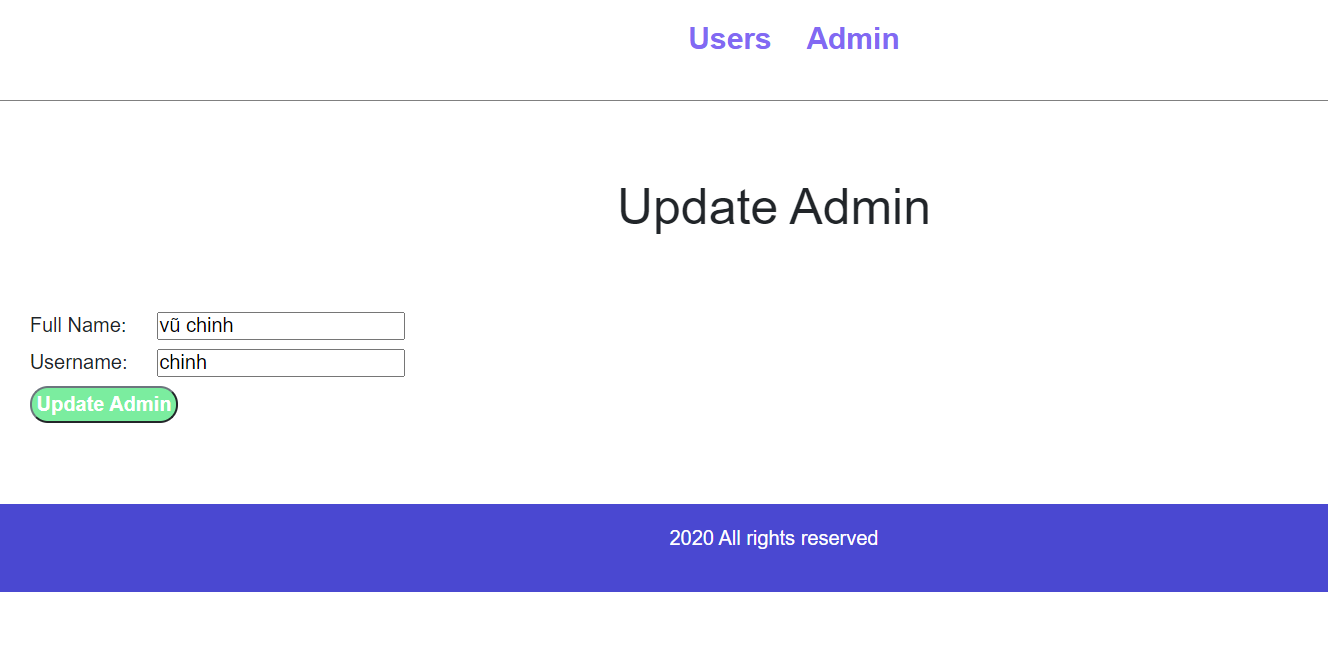 Users Admin
Update Admin
Full Name: vũ chinh
Username: chinh
Update Admin
2020 All rights reserved